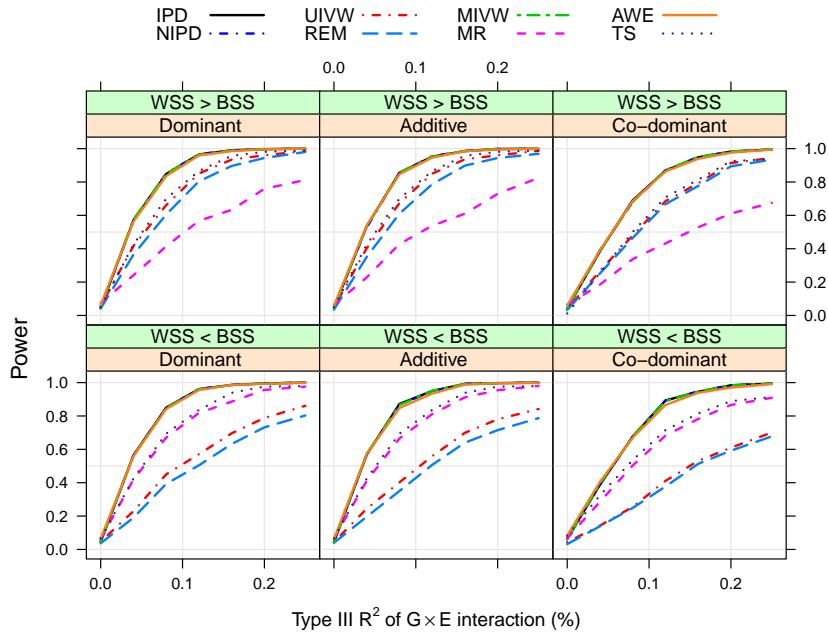 IPD UIVW MIVW AWE
NIPD REM MR TS
0.0 0.2
WSS > BSS WSS > BSS WSS > BSS
Dominant Additive Co−dominant
1.0
0.8
0.6
0.4
0.2
0.0
Power
WSS < BSS WSS < BSS WSS < BSS
Dominant Additive Co−dominant
1.0
0.8
0.6
0.4
0.2
0.0
0.0 0.1 0.2 0.0 0.1 0.2
Type III R² of G×E interaction (%)